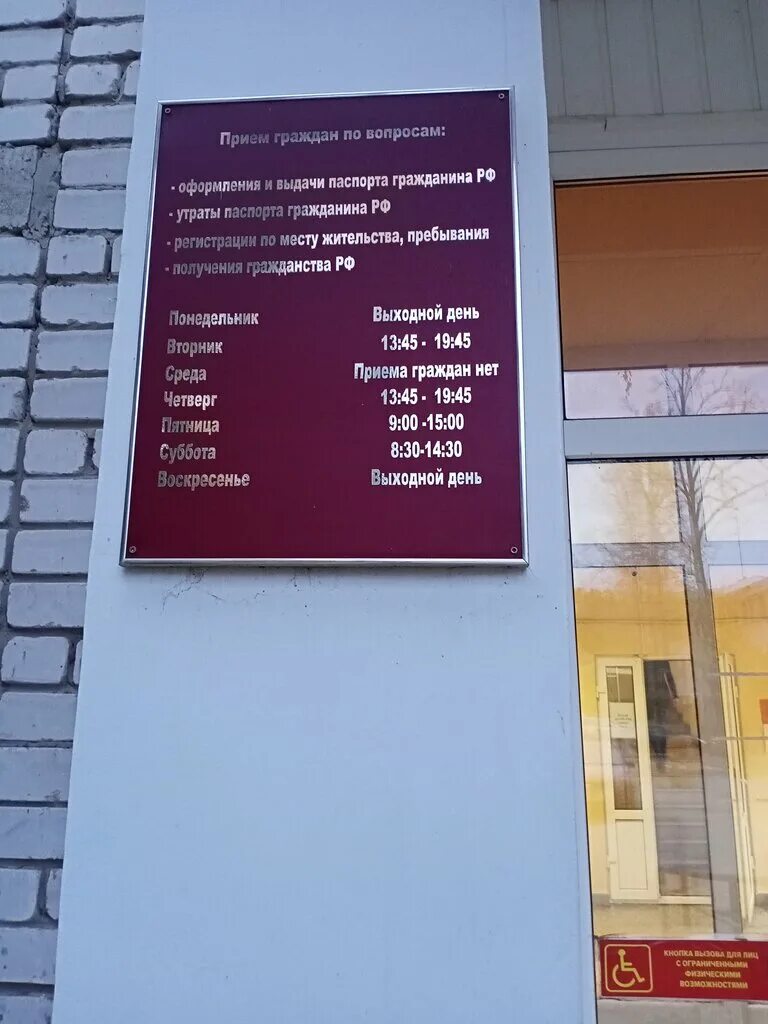 Прием граждан по вопросам:
- оформления и выдачи паспорта гражданина РФ
- утраты паспорта гражданина РФ
- регистрации по месту жительства, пребывания
- получения гражданства РФ
Понедельник Выходной день
Вторник 13:45 - 19:45
Среда Приема граждан нет
Четверг 13:45 - 19:45
Пятница 9:00 -15:00
Суббота 8:30-14:30
Воскресенье Выходной день
КНОПКА ВЫЗОВА ДЛЯ ЛИЦ
С ОГРАНИЧЕННЫМИ
ФИЗИЧЕСКИМИ
ВОЗМОЖНОСТЯМИ